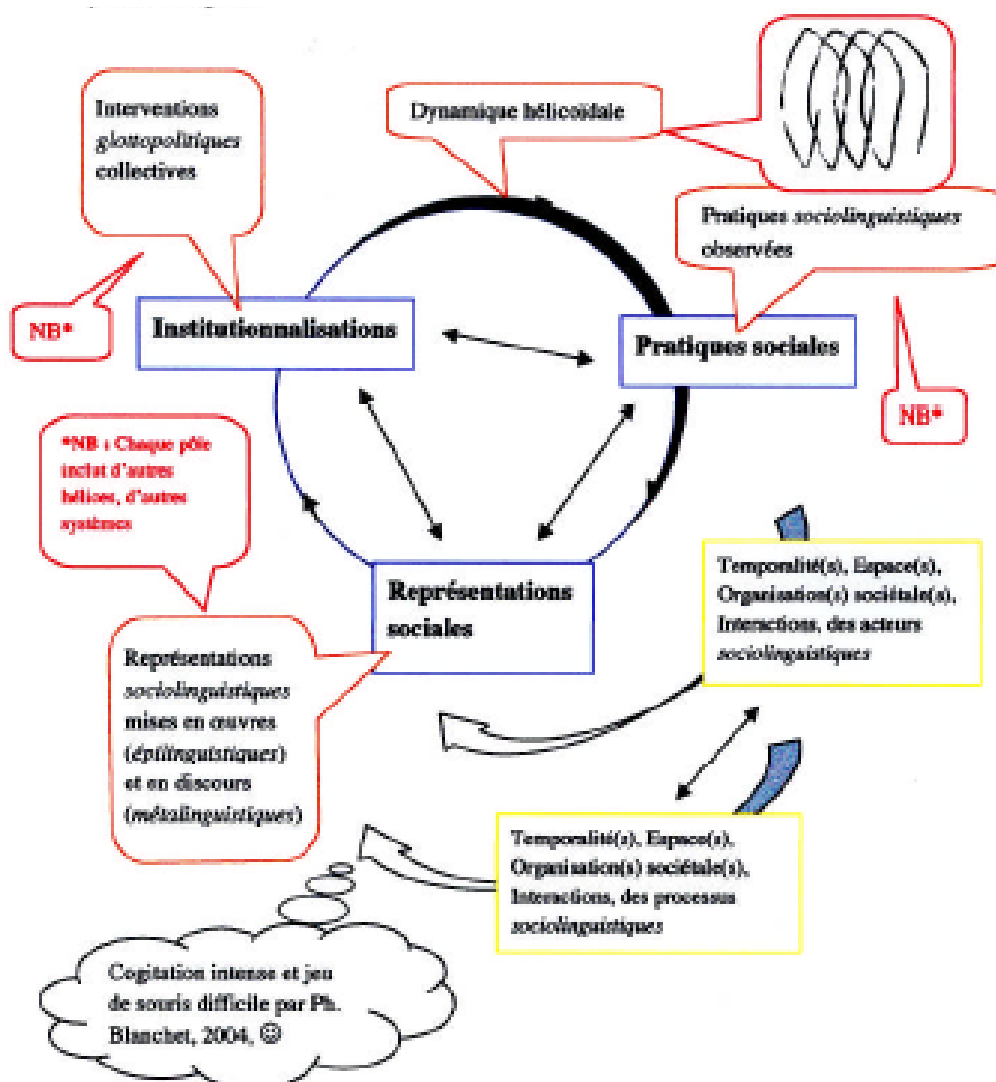 Interventions
glottopolitiques
collectives
Dynamique hélicoïdale
Pratiques sociolinguistiques
observées
NB*
Institutionnalisations
Pratiques sociales
NB*
*NB : Chaque pôle
inclut d'autres
hélices, d'autres
systèmes
Représentations
sociales
Temporalité(s), Espace(s),
Organisation(s) sociétale(s),
Interactions, des acteurs
sociolinguistiques
Représentations
sociolinguistiques
mises en œuvres
(épilinguistiques)
et en discours
(métalinguistiques)
Temporalité(s), Espace(s),
Organisation(s) sociétale(s),
Interactions, des processus
sociolinguistiques
Cogitation intense et jeu
de souris difficile par Ph.
Blanchet, 2004, ☺